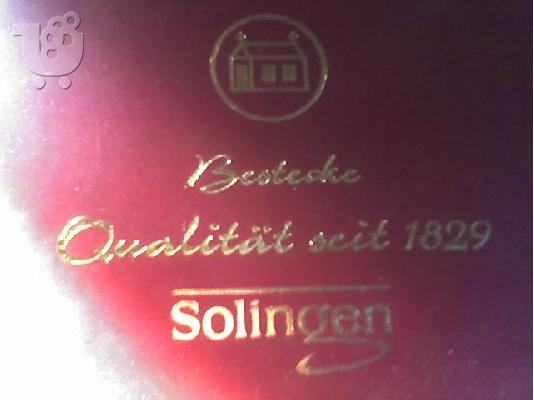 Bestecke
Qualität seit 1829
Solingen